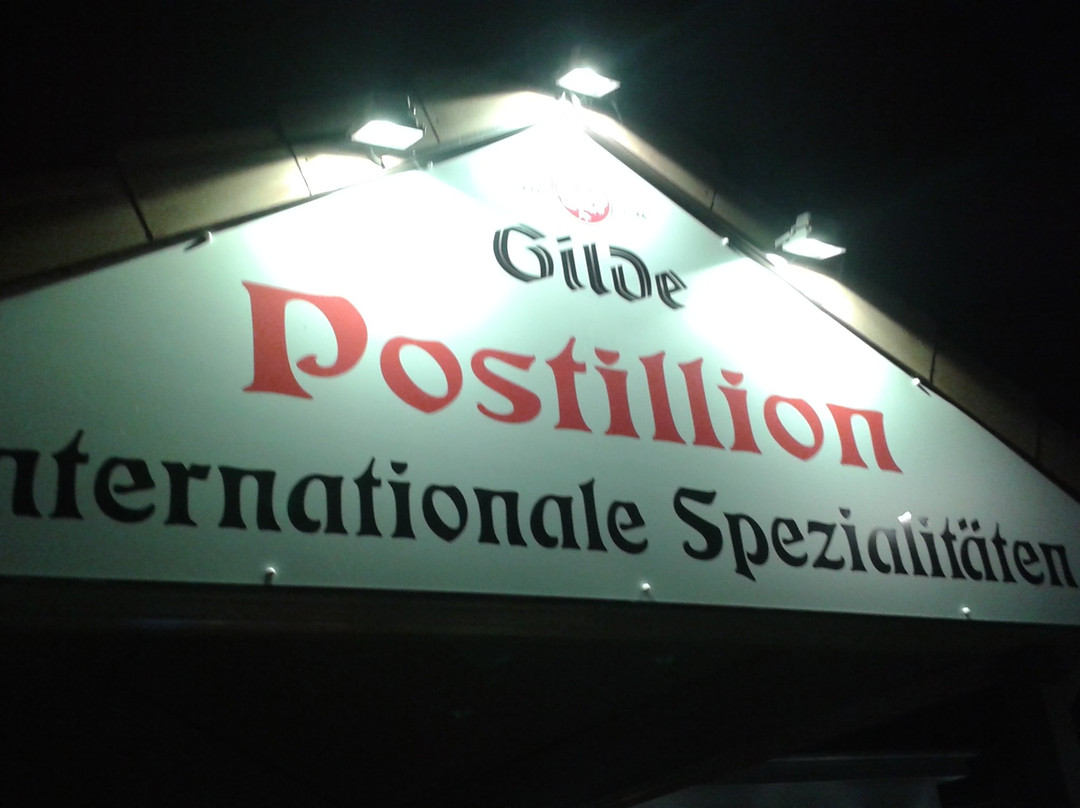 Gilde
Postillion
nternationale Spezialitäten